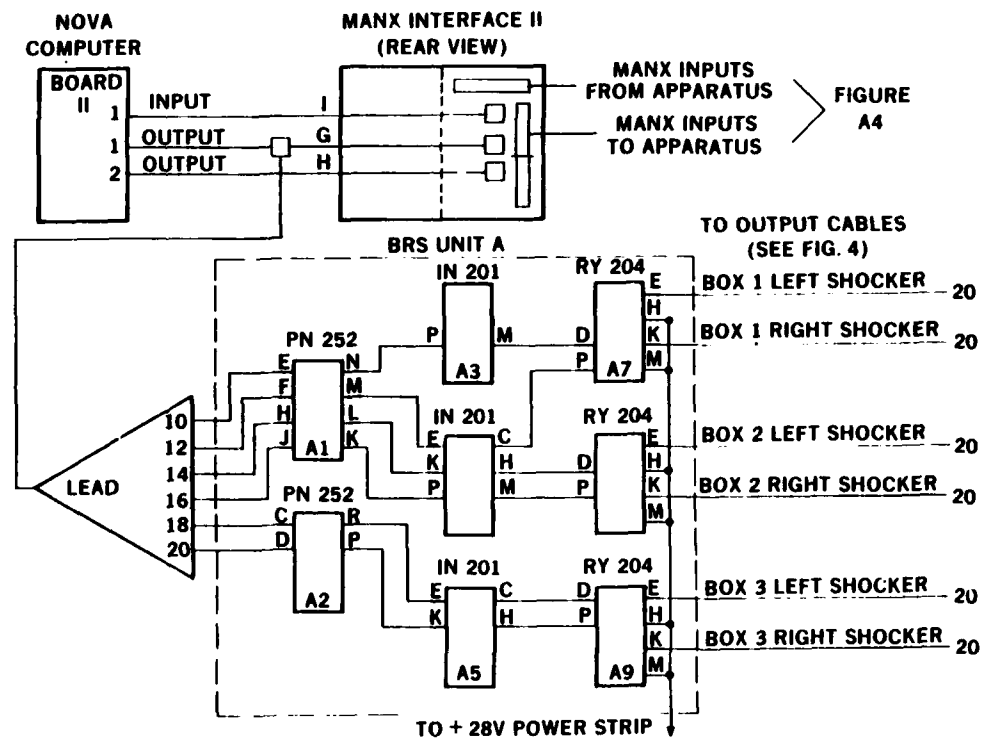 NOVA
COMPUTER
MANX INTERFACE II
(REAR VIEW)
BOARD
II
1 INPUT I
1 OUTPUT G
2 OUTPUT H
MANX INPUTS
FROM APPARATUS
MANX INPUTS
TO APPARATUS
FIGURE
A4
TO OUTPUT CABLES
(SEE FIG. 4)
BRS UNIT A
IN 201
P M
A3
RY 204
D E
P H
K
M
A7
BOX 1 LEFT SHOCKER 20
BOX 1 RIGHT SHOCKER 20
PN 252
E N
F M
H L
J K
A1
LEAD
10
12
14
16
18
20
IN 201
E C
K H
P M
RY 204
D E
P H
K
M
BOX 2 LEFT SHOCKER 20
BOX 2 RIGHT SHOCKER 20
PN 252
C R
D P
A2
IN 201
E C
K H
A5
RY 204
D E
P H
K
M
A9
BOX 3 LEFT SHOCKER 20
BOX 3 RIGHT SHOCKER 20
TO + 28V POWER STRIP